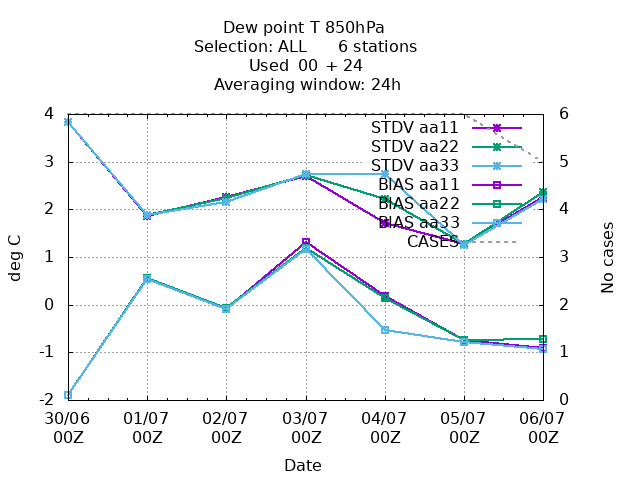 Dew point T 850hPa
Selection: ALL 6 stations
Used 00 + 24
Averaging window: 24h
4 6
STDV aa11
STDV aa22
3 5
STDV aa33
BIAS aa11
BIAS aa22
2 4
BIAS aa33
CASES
1 3
deg C
No cases
0 2
-1 1
-2 0
30/06 01/07 02/07 03/07 04/07 05/07 06/07
00Z 00Z 00Z 00Z 00Z 00Z 00Z
Date